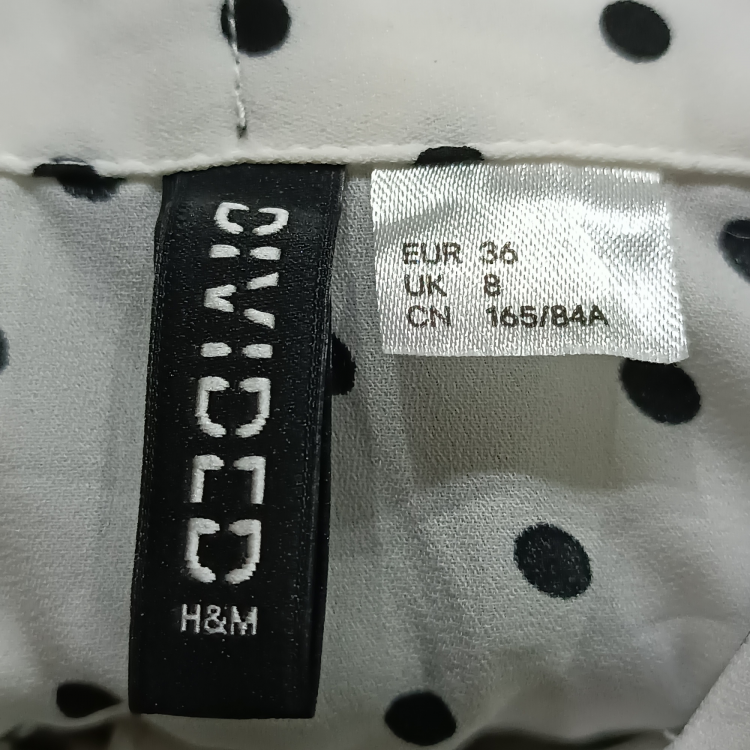 DIVIDED
H&M
EUR 36
UK 8
CN 165/84A